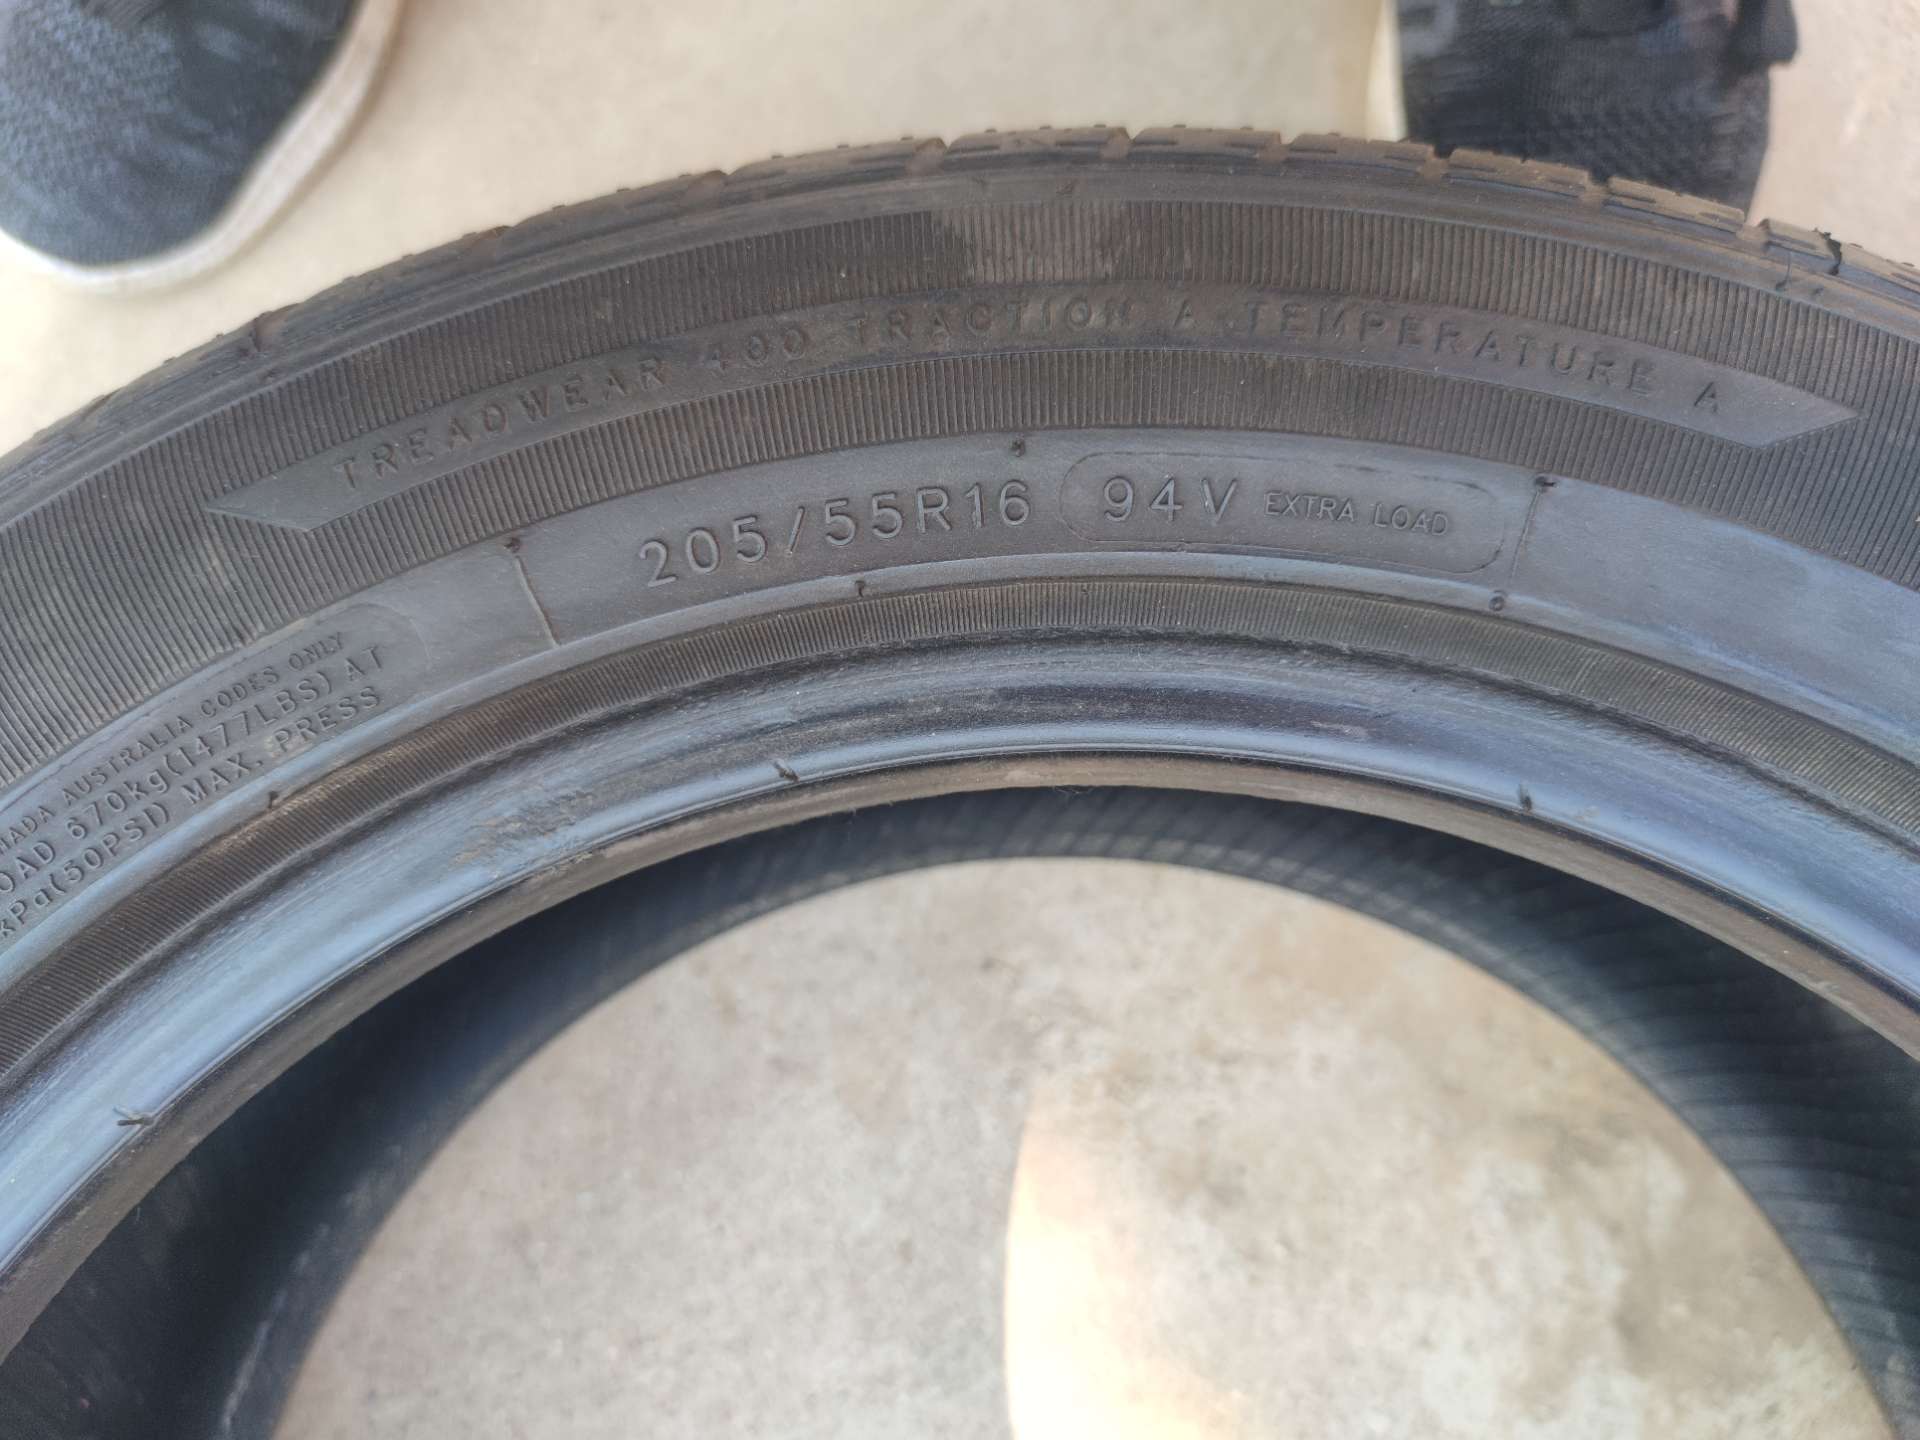 TREADWEAR 400 TRACTION A TEMPERATURE A
205/55R16 94V EXTRA LOAD
AUSTRALIA CODES ONLY
670kg(1477LBS) AT
kPa(50PSI) MAX. PRESS